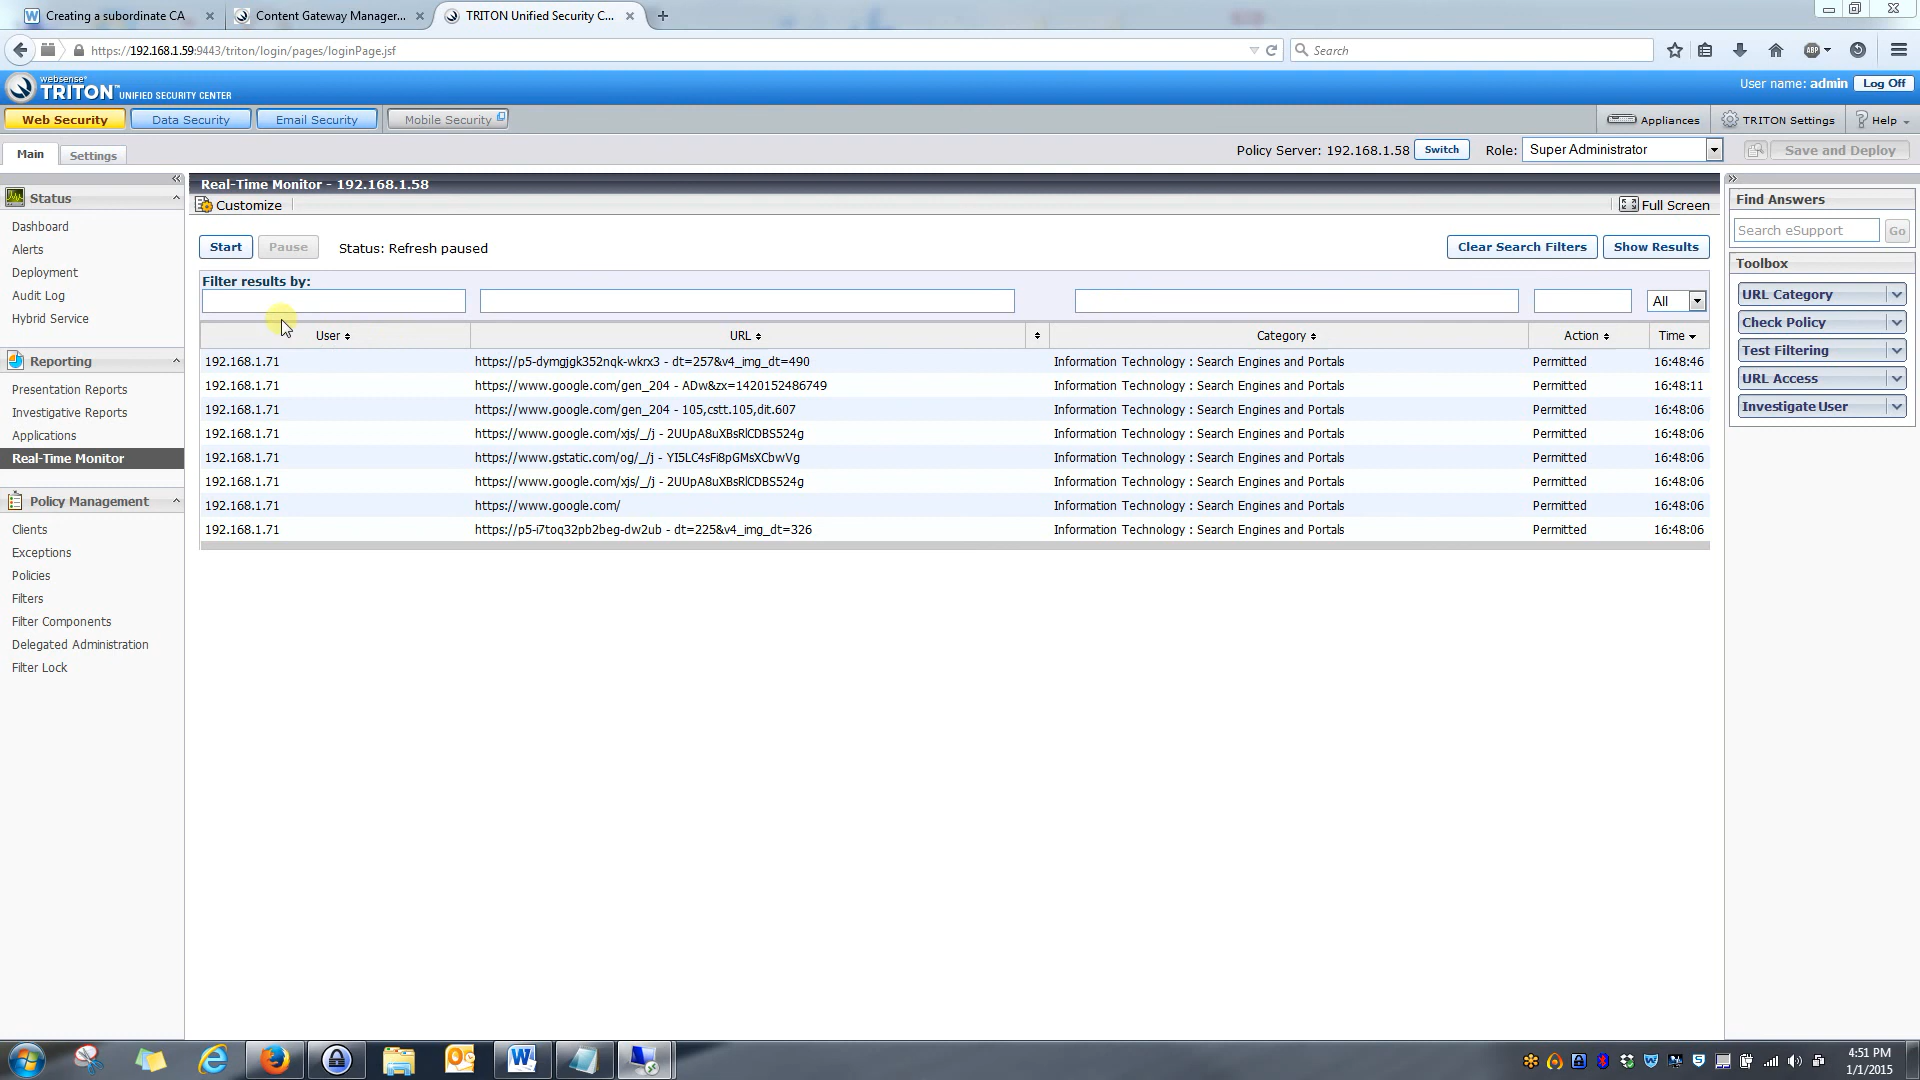 Creating a subordinate CA
Content Gateway Manager...
TRITON Unified Security C...
https://192.168.1.59:9443/triton/login/pages/loginPage.jsf
Search
ABP
websense®
TRITON™ UNIFIED SECURITY CENTER
User name: admin
Log Off
Web Security
Data Security
Email Security
Mobile Security
Appliances
TRITON Settings
? Help
Main
Settings
Policy Server: 192.168.1.58
Switch
Role:
Super Administrator
Save and Deploy
Status
Dashboard
Alerts
Deployment
Audit Log
Hybrid Service
Reporting
Presentation Reports
Investigative Reports
Applications
Real-Time Monitor
Policy Management
Clients
Exceptions
Policies
Filters
Filter Components
Delegated Administration
Filter Lock
Real-Time Monitor - 192.168.1.58
Customize
Full Screen
Start
Pause
Status: Refresh paused
Clear Search Filters
Show Results
Filter results by:
All
User URL Category Action Time
192.168.1.71 https://p5-dymgjgk352nqk-wkrx3 - dt=257&v4_img_dt=490 Information Technology : Search Engines and Portals Permitted 16:48:46
192.168.1.71 https://www.google.com/gen_204 - ADw&zx=1420152486749 Information Technology : Search Engines and Portals Permitted 16:48:11
192.168.1.71 https://www.google.com/gen_204 - 105,cstt.105,dit.607 Information Technology : Search Engines and Portals Permitted 16:48:06
192.168.1.71 https://www.google.com/xjs/_/j - 2UUpA8uXBsRlCDBS524g Information Technology : Search Engines and Portals Permitted 16:48:06
192.168.1.71 https://www.gstatic.com/og/_/j - YI5LC4sFi8pGMsXCbwVg Information Technology : Search Engines and Portals Permitted 16:48:06
192.168.1.71 https://www.google.com/xjs/_/j - 2UUpA8uXBsRlCDBS524g Information Technology : Search Engines and Portals Permitted 16:48:06
192.168.1.71 https://www.google.com/ Information Technology : Search Engines and Portals Permitted 16:48:06
192.168.1.71 https://p5-i7toq32pb2beg-dw2ub - dt=225&v4_img_dt=326 Information Technology : Search Engines and Portals Permitted 16:48:06
Find Answers
Search eSupport
Go
Toolbox
URL Category
Check Policy
Test Filtering
URL Access
Investigate User
4:51 PM
1/1/2015